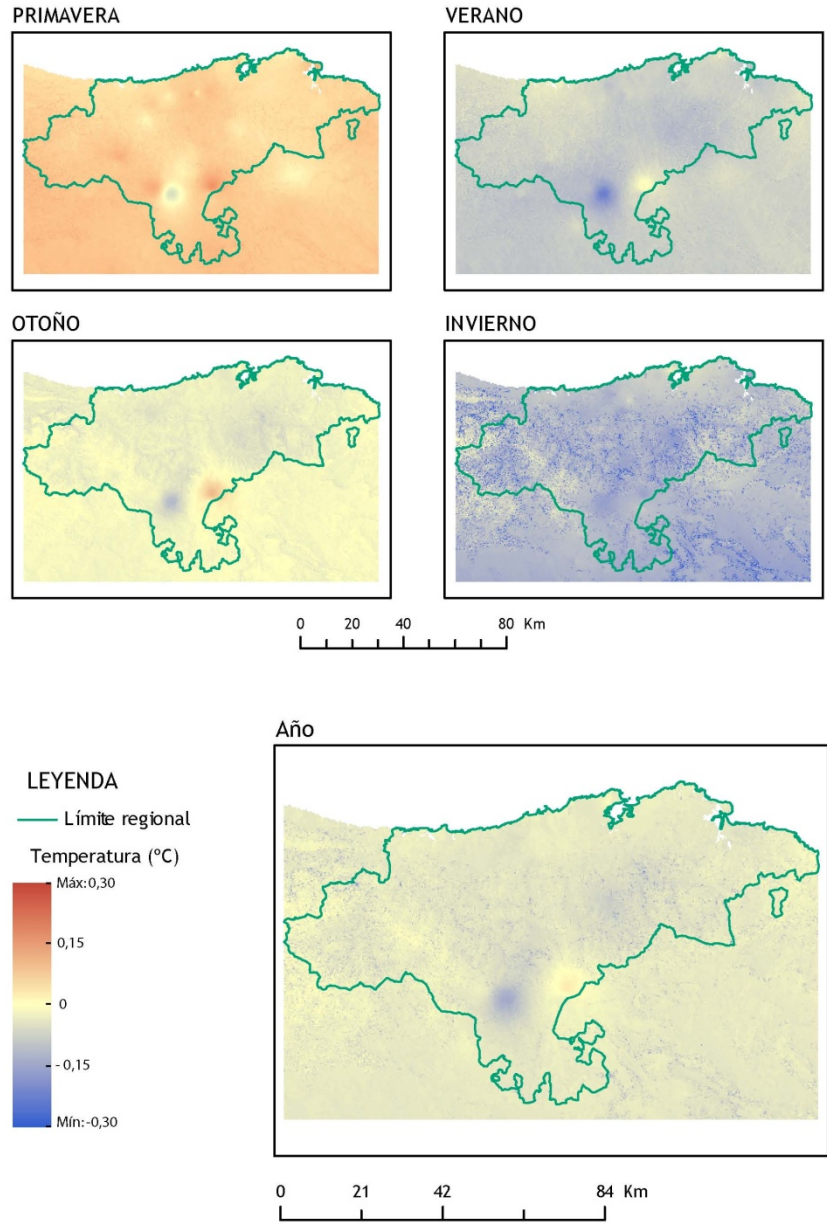 PRIMAVERA
VERANO
OTOÑO
INVIERNO
0 20 40 80 Km
Año
LEYENDA
Límite regional
Temperatura (ºC)
Máx:0,30
0,15
0
-0,15
Mín:-0,30
0 21 42 84 Km